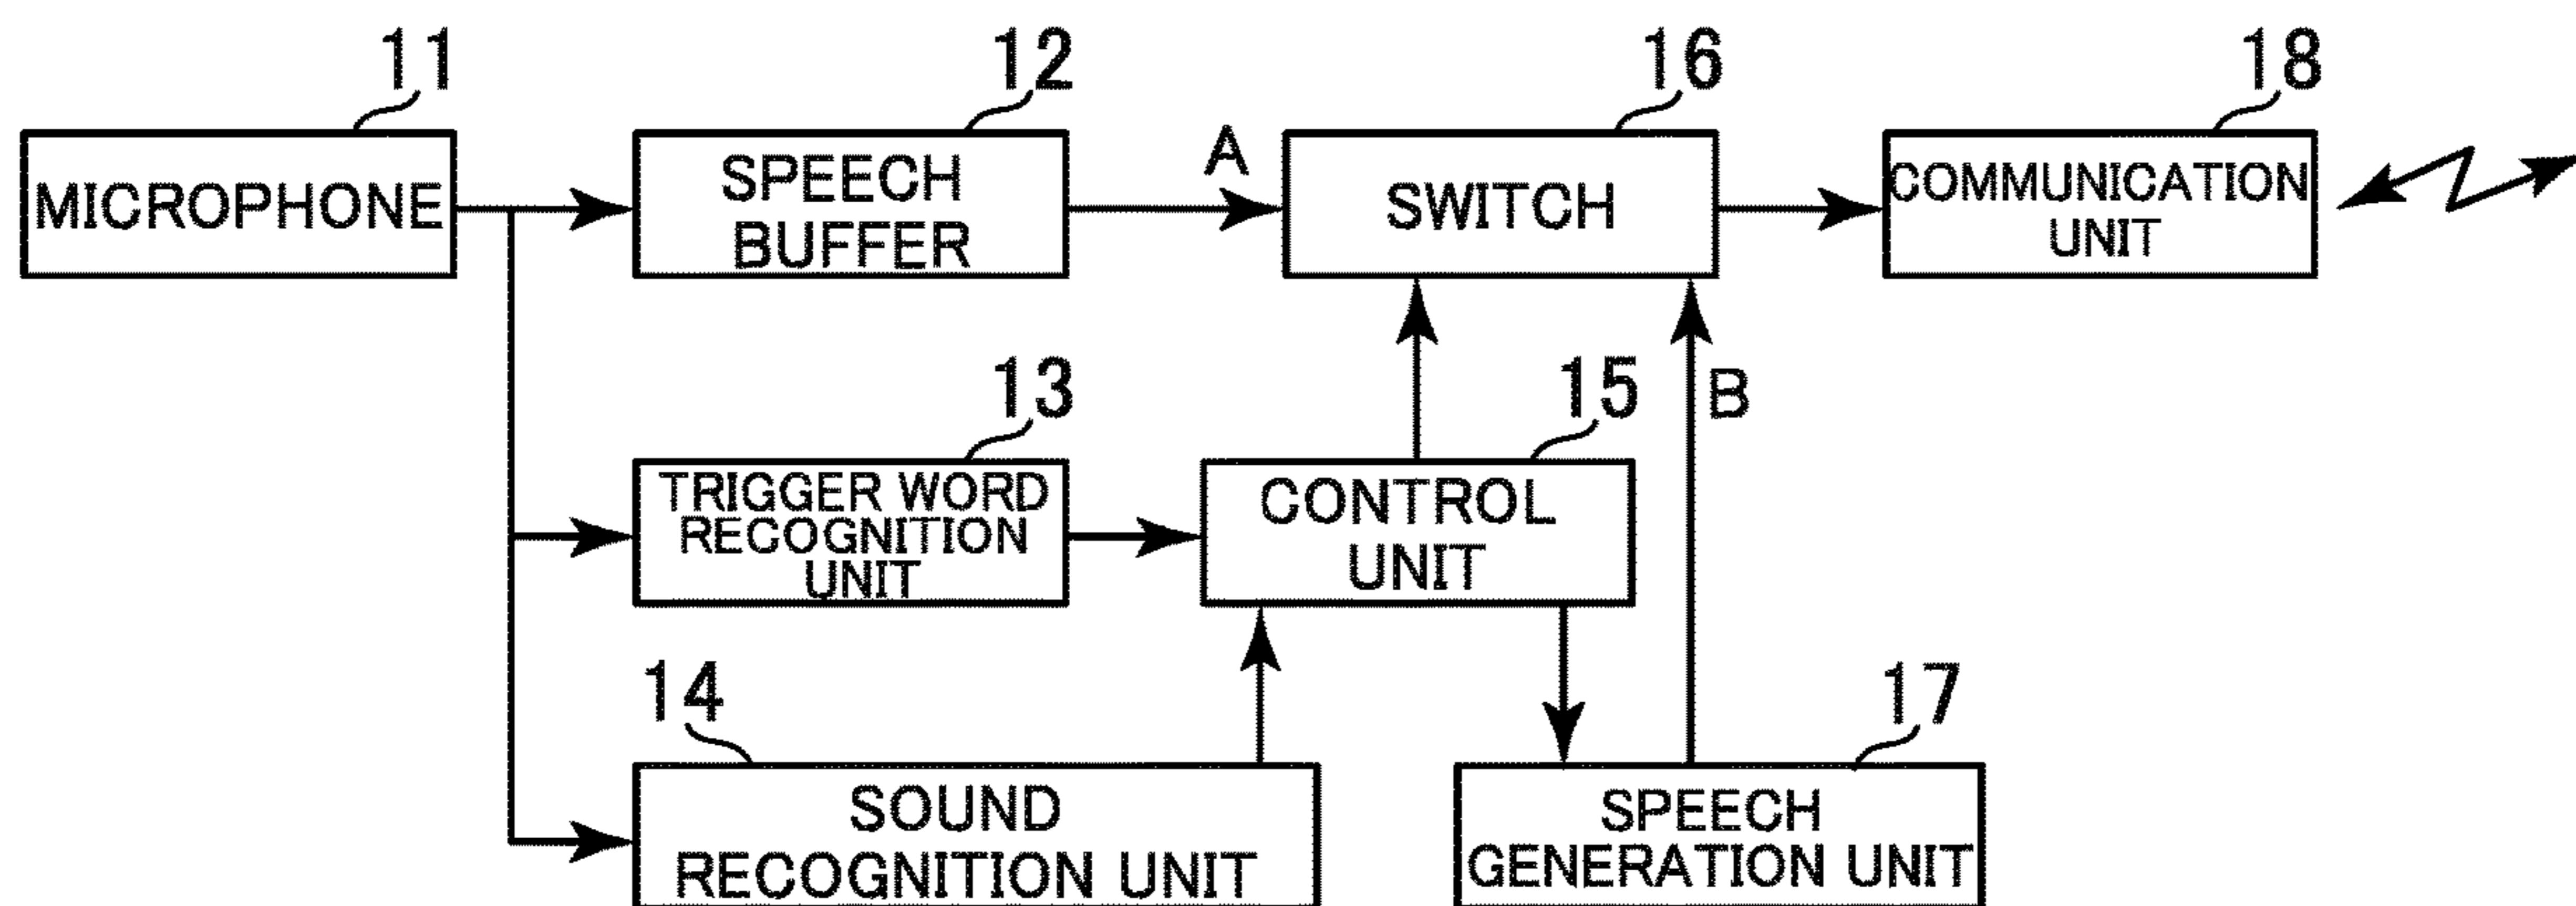 11
12
16
18
MICROPHONE
SPEECH
BUFFER
A
SWITCH
COMMUNICATION
UNIT
13
15
B
TRIGGER WORD
RECOGNITION
UNIT
CONTROL
UNIT
14
17
SOUND
RECOGNITION UNIT
SPEECH
GENERATION UNIT